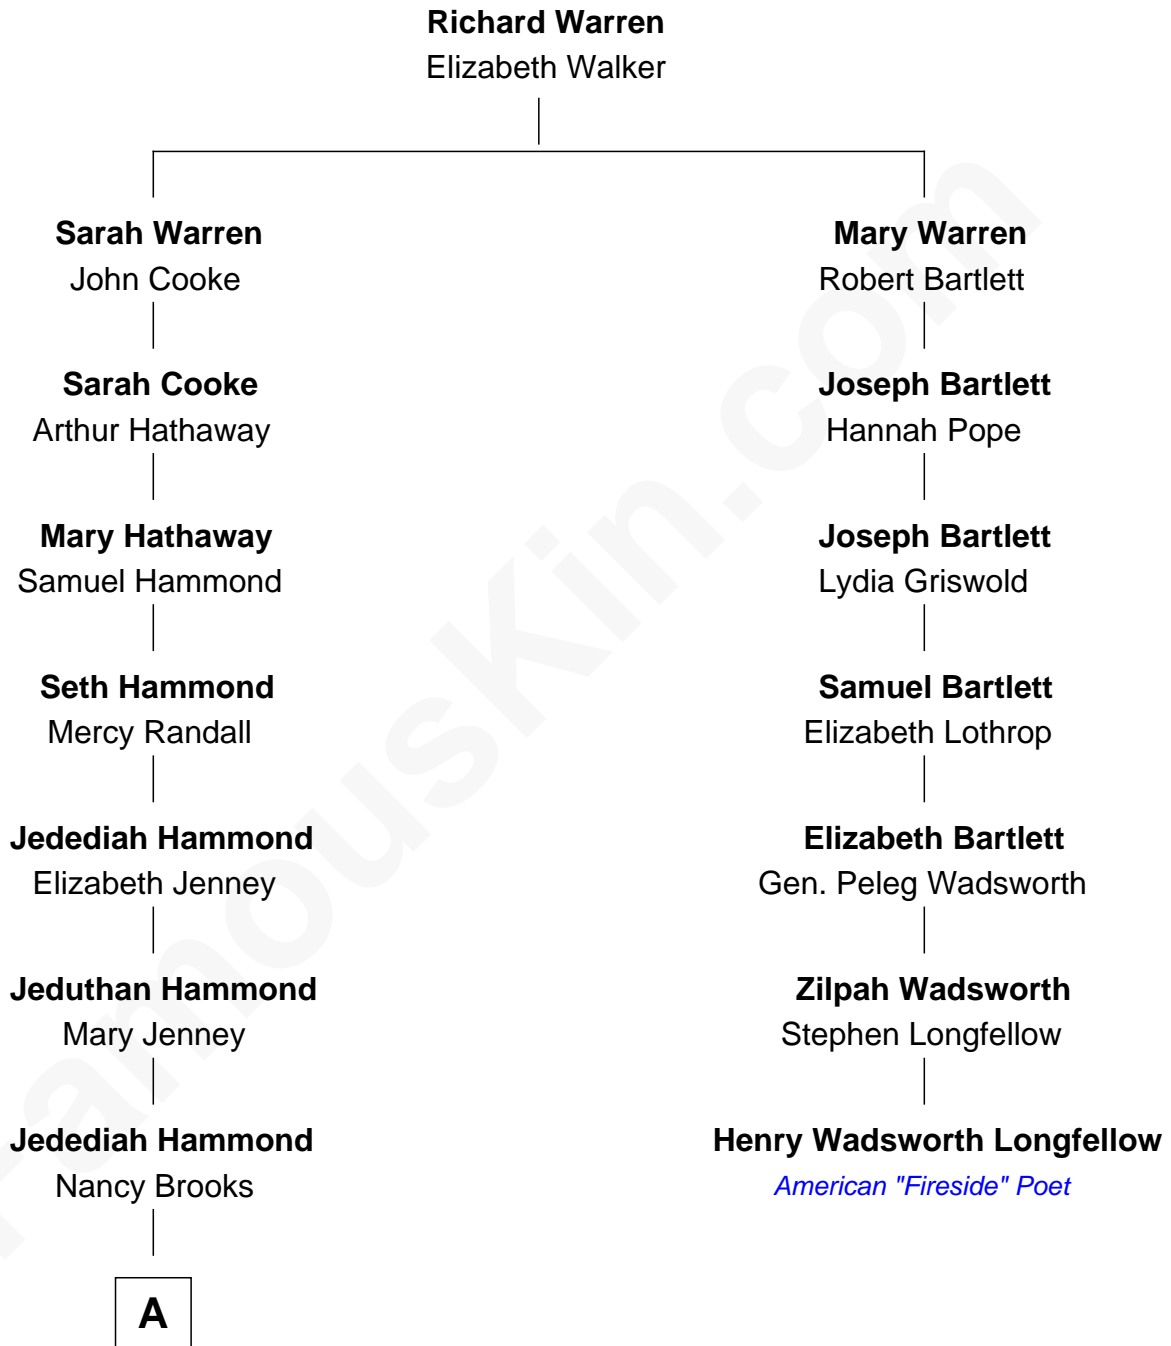 Richard Warren
Elizabeth Walker
Sarah Warren
John Cooke
Sarah Cooke
Arthur Hathaway
Mary Hathaway
Samuel Hammond
Seth Hammond
Mercy Randall
Jedediah Hammond
Elizabeth Jenney
Jeduthan Hammond
Mary Jenney
Jedediah Hammond
Nancy Brooks
A
Mary Warren
Robert Bartlett
Joseph Bartlett
Hannah Pope
Joseph Bartlett
Lydia Griswold
Samuel Bartlett
Elizabeth Lothrop
Elizabeth Bartlett
Gen. Peleg Wadsworth
Zilpah Wadsworth
Stephen Longfellow
Henry Wadsworth Longfellow
American "Fireside" Poet
FamousKin.com